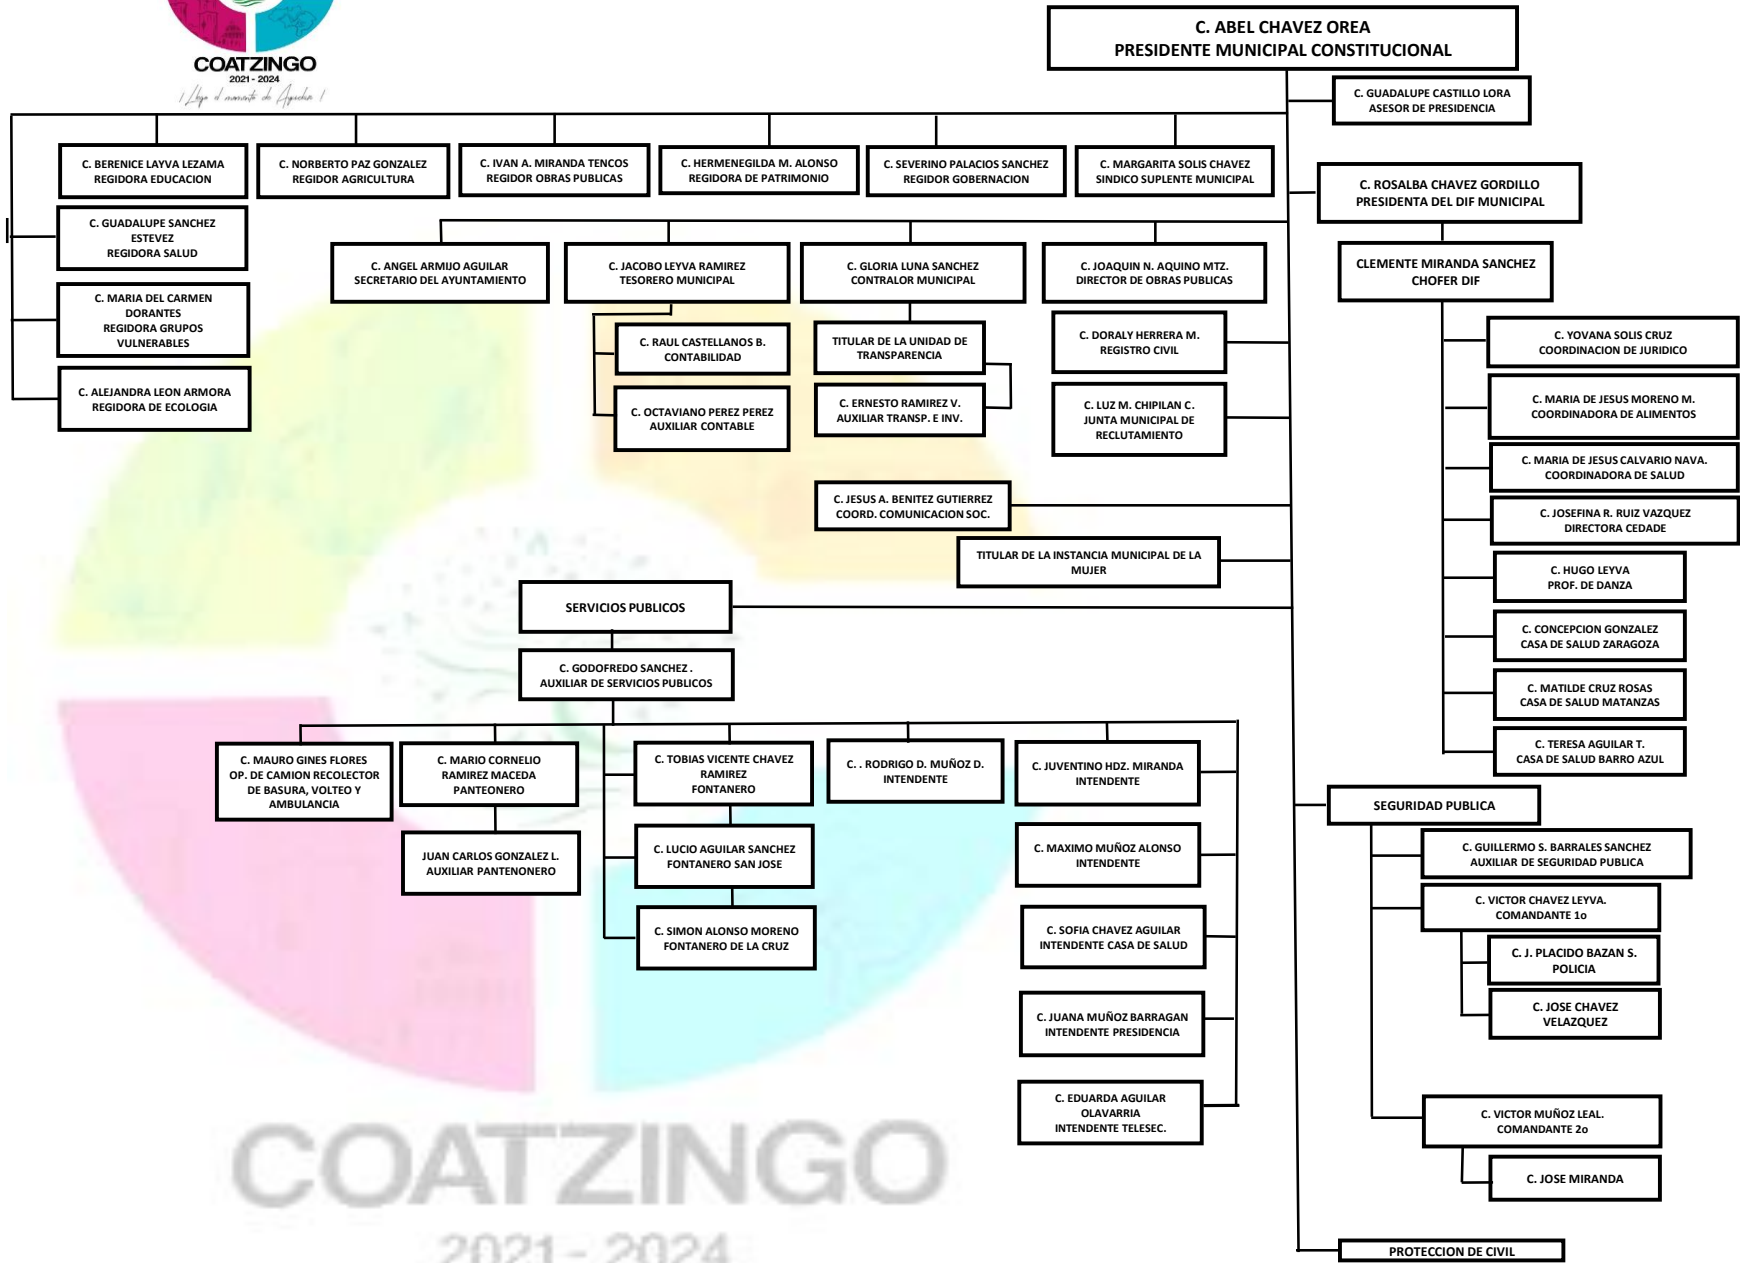 COATZINGO
2021 - 2024
C. ABEL CHAVEZ OREA
PRESIDENTE MUNICIPAL CONSTITUCIONAL
C. GUADALUPE CASTILLO LORA
ASESOR DE PRESIDENCIA
C. BERENICE LAYVA LEZAMA
REGIDORA EDUCACION
C. NORBERTO PAZ GONZALEZ
REGIDOR AGRICULTURA
C. IVAN A. MIRANDA TENCOS
REGIDOR OBRAS PUBLICAS
C. HERMENEGILDA M. ALONSO
REGIDORA DE PATRIMONIO
C. SEVERINO PALACIOS SANCHEZ
REGIDOR GOBERNACION
C. MARGARITA SOLIS CHAVEZ
SINDICO SUPLENTE MUNICIPAL
C. ROSALBA CHAVEZ GORDILLO
PRESIDENTA DEL DIF MUNICIPAL
C. GUADALUPE SANCHEZ
ESTEVEZ
REGIDORA SALUD
C. MARIA DEL CARMEN
DORANTES
REGIDORA GRUPOS
VULNERABLES
C. ALEJANDRA LEON ARMORA
REGIDORA DE ECOLOGIA
C. ANGEL ARMIJO AGUILAR
SECRETARIO DEL AYUNTAMIENTO
C. JACOBO LEYVA RAMIREZ
TESORERO MUNICIPAL
C. GLORIA LUNA SANCHEZ
CONTRALOR MUNICIPAL
C. JOAQUIN N. AQUINO MTZ.
DIRECTOR DE OBRAS PUBLICAS
CLEMENTE MIRANDA SANCHEZ
CHOFER DIF
C. RAUL CASTELLANOS B.
CONTABILIDAD
C. OCTAVIANO PEREZ PEREZ
AUXILIAR CONTABLE
TITULAR DE LA UNIDAD DE
TRANSPARENCIA
C. ERNESTO RAMIREZ V.
AUXILIAR TRANSP. E INV.
C. DORALY HERRERA M.
REGISTRO CIVIL
C. LUZ M. CHIPILAN C.
JUNTA MUNICIPAL DE
RECLUTAMIENTO
C. YOVANA SOLIS CRUZ
COORDINACION DE JURIDICO
C. MARIA DE JESUS MORENO M.
COORDINADORA DE ALIMENTOS
C. MARIA DE JESUS CALVARIO NAVA.
COORDINADORA DE SALUD
C. JOSEFINA R. RUIZ VAZQUEZ
DIRECTORA CEDADE
C. HUGO LEYVA
PROF. DE DANZA
C. CONCEPCION GONZALEZ
CASA DE SALUD ZARAGOZA
C. MATILDE CRUZ ROSAS
CASA DE SALUD MATANZAS
C. TERESA AGUILAR T.
CASA DE SALUD BARRO AZUL
C. JESUS A. BENITEZ GUTIERREZ
COORD. COMUNICACION SOC.
TITULAR DE LA INSTANCIA MUNICIPAL DE LA
MUJER
SERVICIOS PUBLICOS
C. GODOFREDO SANCHEZ .
AUXILIAR DE SERVICIOS PUBLICOS
C. MAURO GINES FLORES
OP. DE CAMION RECOLECTOR
DE BASURA, VOLTEO Y
AMBULANCIA
C. MARIO CORNELIO
RAMIREZ MACEDA
PANTEONERO
JUAN CARLOS GONZALEZ L.
AUXILIAR PANTENONERO
C. TOBIAS VICENTE CHAVEZ
RAMIREZ
FONTANERO
C. LUCIO AGUILAR SANCHEZ
FONTANERO SAN JOSE
C. SIMON ALONSO MORENO
FONTANERO DE LA CRUZ
C. . RODRIGO D. MUÑOZ D.
INTENDENTE
C. JUVENTINO HDZ. MIRANDA
INTENDENTE
C. MAXIMO MUÑOZ ALONSO
INTENDENTE
C. SOFIA CHAVEZ AGUILAR
INTENDENTE CASA DE SALUD
C. JUANA MUÑOZ BARRAGAN
INTENDENTE PRESIDENCIA
C. EDUARDA AGUILAR
OLAVARRIA
INTENDENTE TELESEC.
SEGURIDAD PUBLICA
C. GUILLERMO S. BARRALES SANCHEZ
AUXILIAR DE SEGURIDAD PUBLICA
C. VICTOR CHAVEZ LEYVA.
COMANDANTE 1o
C. J. PLACIDO BAZAN S.
POLICIA
C. JOSE CHAVEZ
VELAZQUEZ
C. VICTOR MUÑOZ LEAL.
COMANDANTE 2o
C. JOSE MIRANDA
PROTECCION DE CIVIL
COATZINGO
2021 - 2024